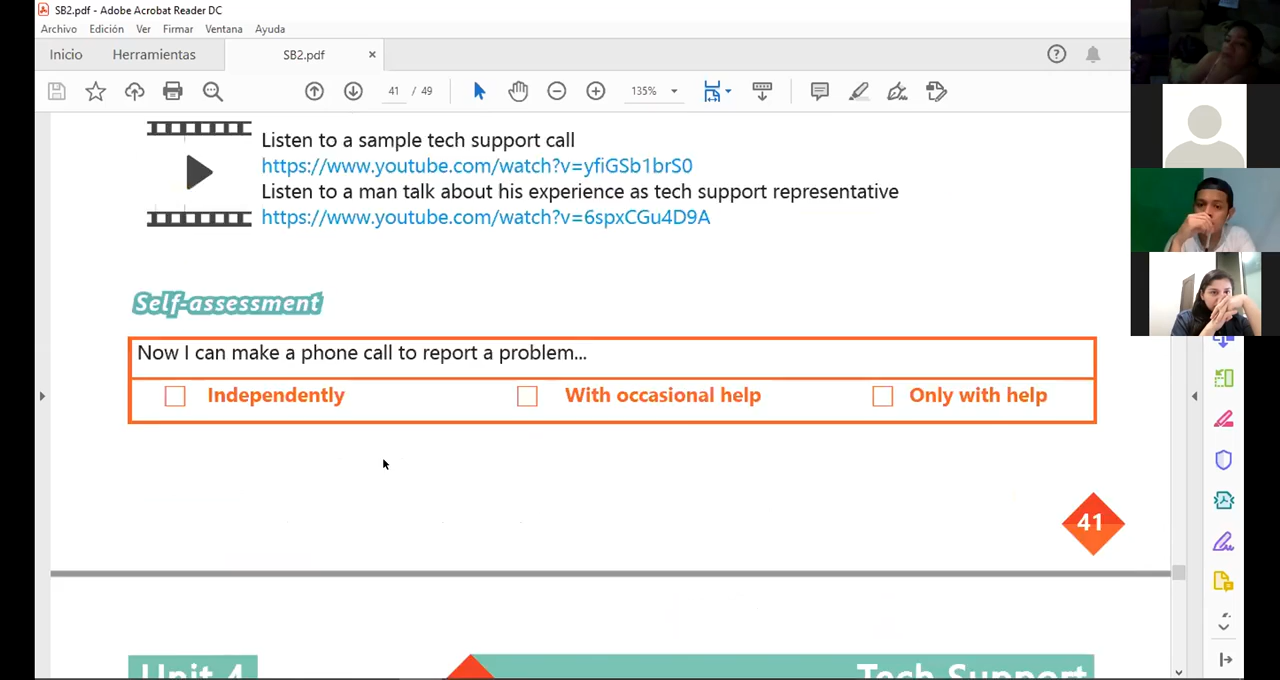 SB2.pdf - Adobe Acrobat Reader DC
Archivo Edición Ver Firmar Ventana Ayuda
Inicio Herramientas SB2.pdf ×
41 / 49 135%
Listen to a sample tech support call
https://www.youtube.com/watch?v=yfiGSb1brS0
Listen to a man talk about his experience as tech support representative
https://www.youtube.com/watch?v=6spxCGu4D9A
Self-assessment
Now I can make a phone call to report a problem...
Independently With occasional help Only with help
41
Unit 4 Tech Support